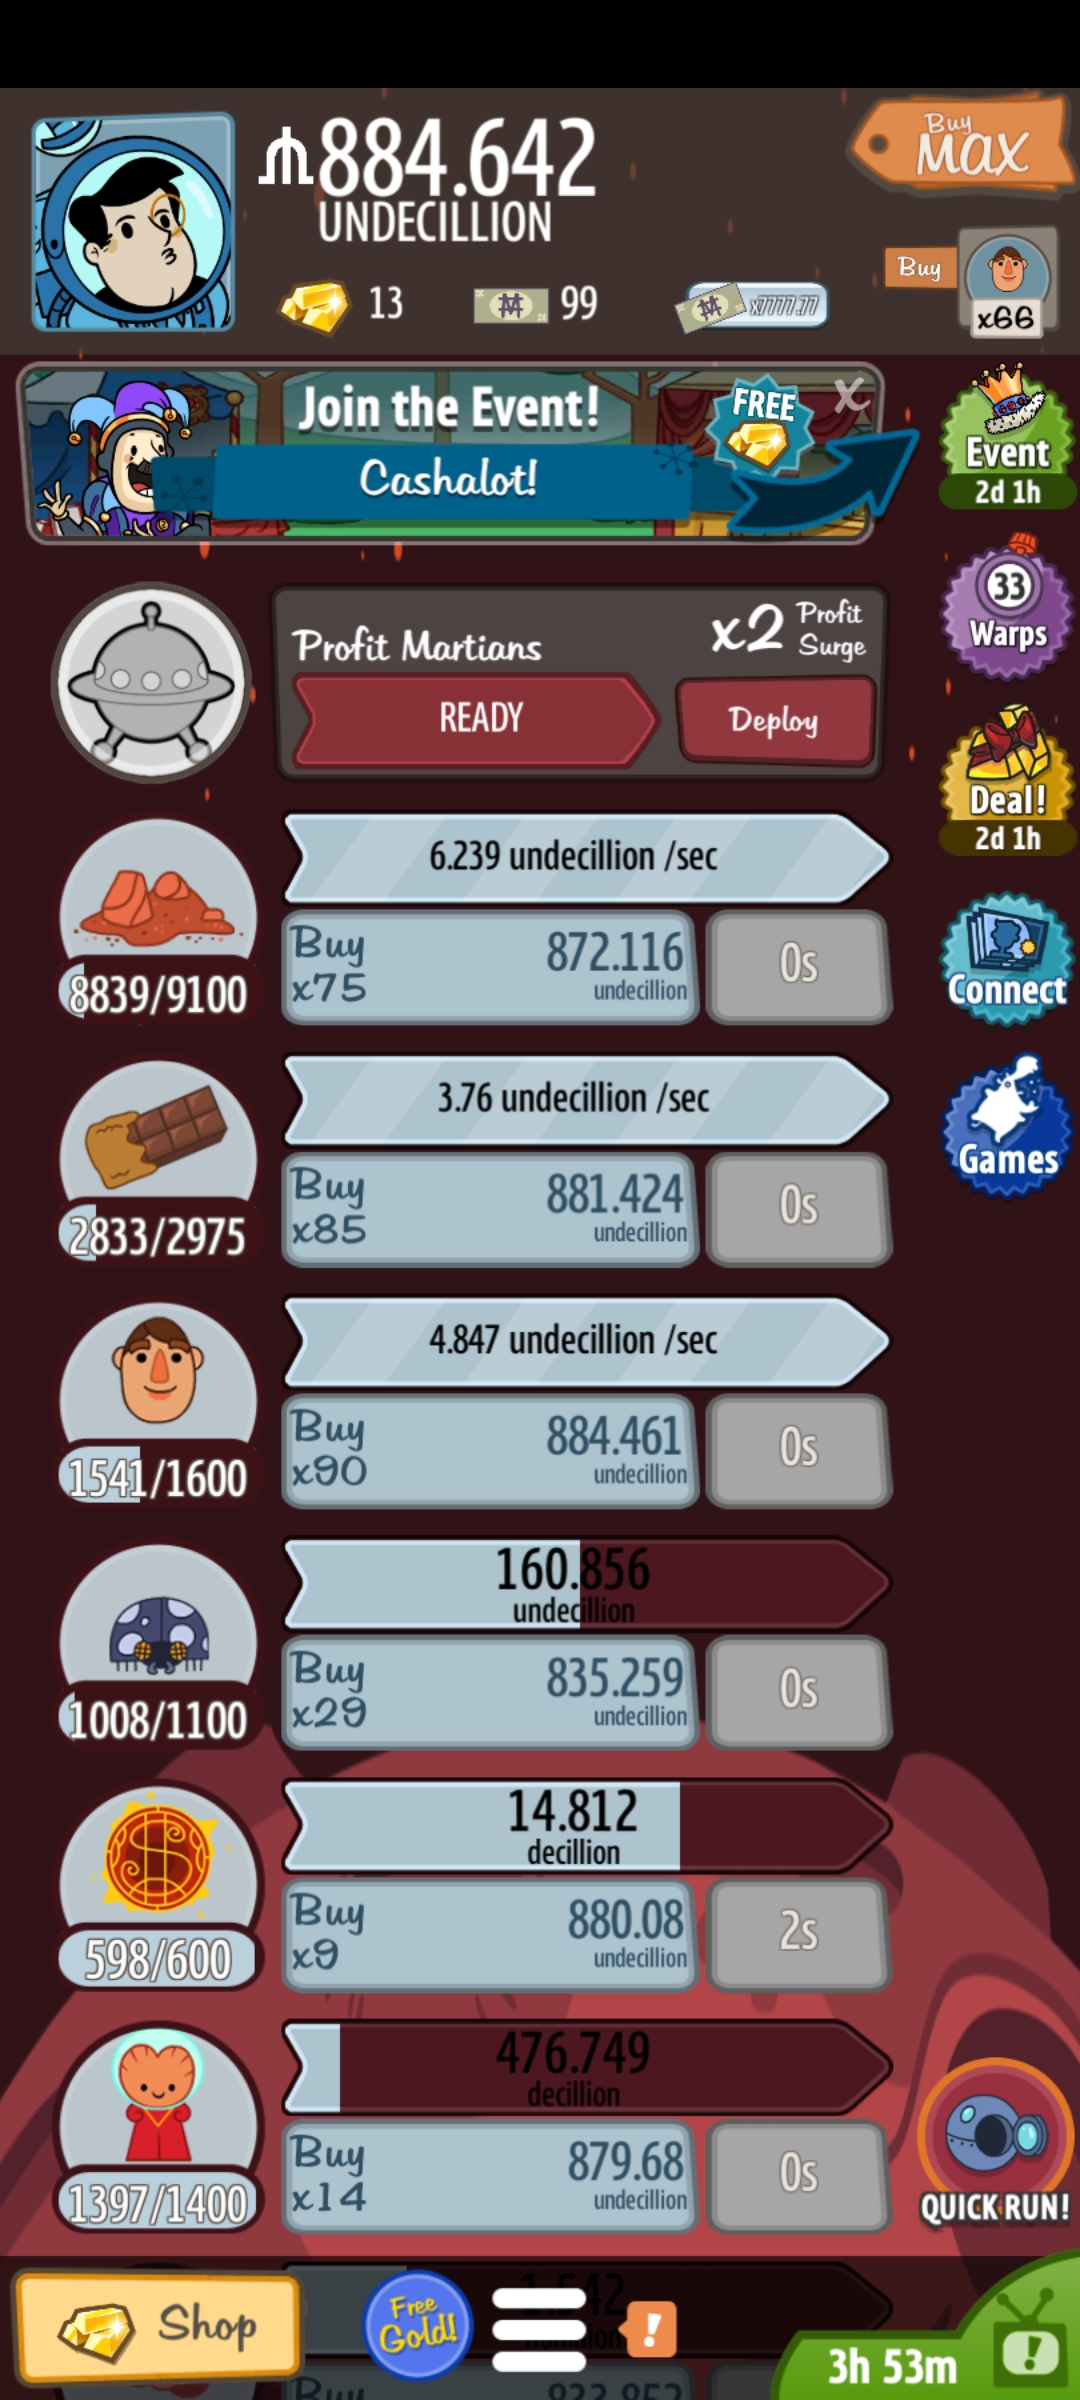 884.642
UNDECILLION
Buy
MAX
13
99
x7777.77
Buy
x66
Join the Event!
FREE
X
Cashalot!
Event
2d 1h
33
Warps
Profit Martians
x2 Profit
Surge
READY
Deploy
Deal!
2d 1h
6.239 undecillion /sec
Buy
x75
872.116
undecillion
0s
8839/9100
Connect
3.76 undecillion /sec
Buy
x85
881.424
undecillion
0s
2833/2975
Games
4.847 undecillion /sec
Buy
x90
884.461
undecillion
0s
1541/1600
160.856
undecillion
Buy
x29
835.259
undecillion
0s
1008/1100
14.812
decillion
Buy
x9
880.08
undecillion
2s
598/600
476.749
decillion
Buy
x14
879.68
undecillion
0s
1397/1400
QUICK RUN!
Shop
Free
Gold!
!
3h 53m
!
Buy